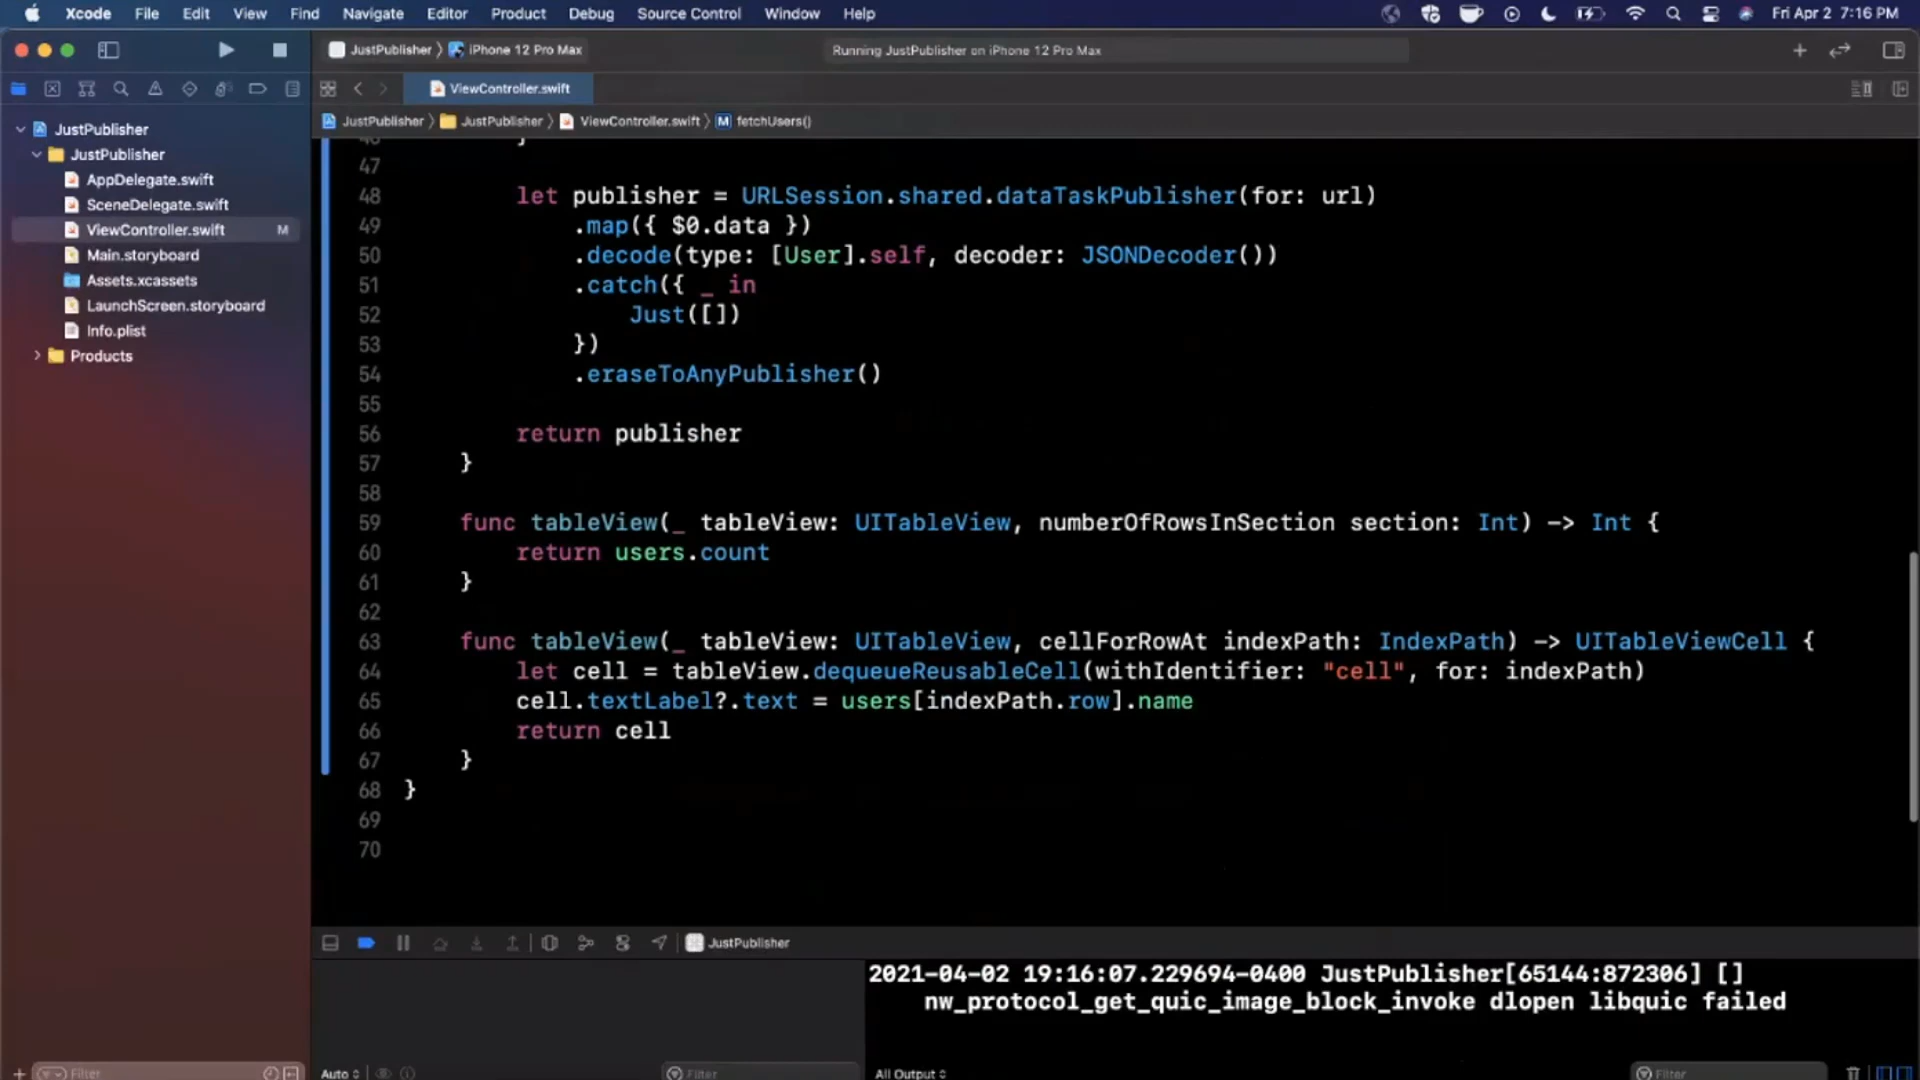 Xcode File Edit View Find Navigate Editor Product Debug Source Control Window Help Fri Apr 2 7:16 PM
JustPublisher 〉 iPhone 12 Pro Max Running JustPublisher on iPhone 12 Pro Max
ViewController.swift
JustPublisher 〉 JustPublisher 〉 ViewController.swift 〉 M fetchUsers()
JustPublisher
JustPublisher
AppDelegate.swift
SceneDelegate.swift
ViewController.swift M
Main.storyboard
Assets.xcassets
LaunchScreen.storyboard
Info.plist
Products
46 }
47
48 let publisher = URLSession.shared.dataTaskPublisher(for: url)
49 .map({ $0.data })
50 .decode(type: [User].self, decoder: JSONDecoder())
51 .catch({ _ in
52 Just([])
53 })
54 .eraseToAnyPublisher()
55
56 return publisher
57 }
58
59 func tableView(_ tableView: UITableView, numberOfRowsInSection section: Int) -> Int {
60 return users.count
61 }
62
63 func tableView(_ tableView: UITableView, cellForRowAt indexPath: IndexPath) -> UITableViewCell {
64 let cell = tableView.dequeueReusableCell(withIdentifier: "cell", for: indexPath)
65 cell.textLabel?.text = users[indexPath.row].name
66 return cell
67 }
68 }
69
70
JustPublisher
2021-04-02 19:16:07.229694-0400 JustPublisher[65144:872306] []
nw_protocol_get_quic_image_block_invoke dlopen libquic failed
Filter Auto Filter All Output Filter